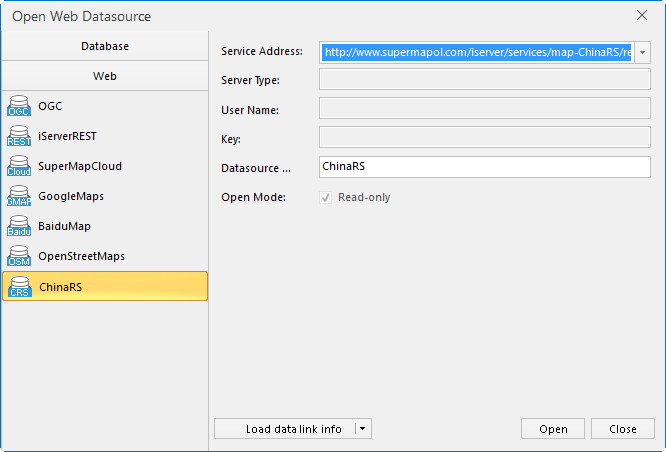 Open Web Datasource
Database
Web
OGC OGC
REST iServerREST
Cloud SuperMapCloud
GMAP GoogleMaps
Baidu BaiduMap
OSM OpenStreetMaps
CRS ChinaRS
Service Address: http://www.supermapol.com/iserver/services/map-ChinaRS/re
Server Type:
User Name:
Key:
Datasource ... ChinaRS
Open Mode: Read-only
Load data link info Open Close